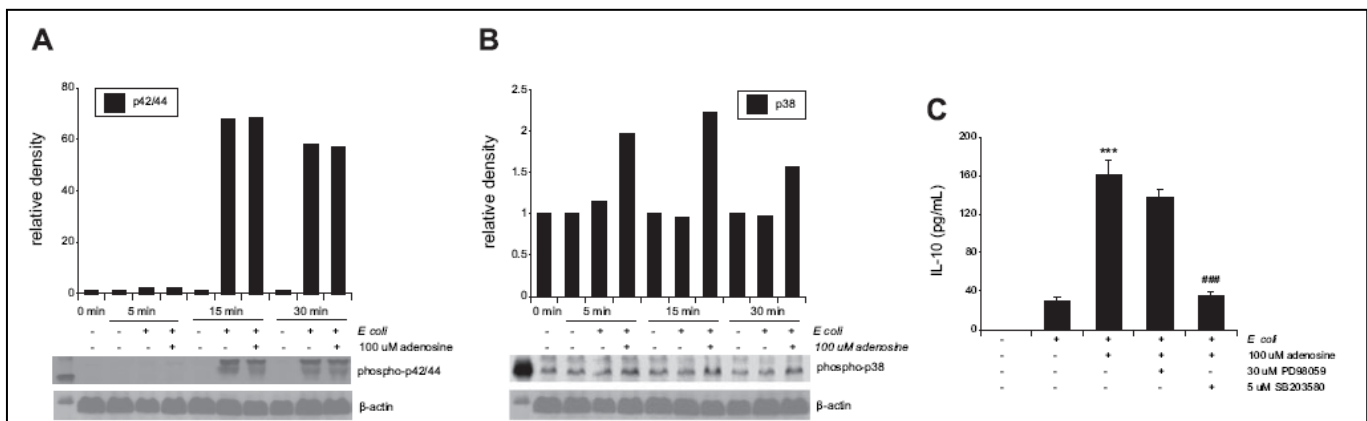 A
80
60
40
20
0
relative density
p42/44
0 min
5 min
15 min
30 min
- - + + - + + - + + E coli
- - - + - - + - - + 100 uM adenosine
phospho-p42/44
β-actin
B
2.5
2
1.5
1
0.5
0
relative density
p38
0 min
5 min
15 min
30 min
- - + + - + + - + + E coli
- - - + - - + - - + 100 uM adenosine
phospho-p38
β-actin
C
200
160
120
80
40
0
IL-10 (pg/mL)
***
###
- + + + + E coli
- - + + + 100 uM adenosine
- - - + - 30 uM PD98059
- - - - + 5 uM SB203580